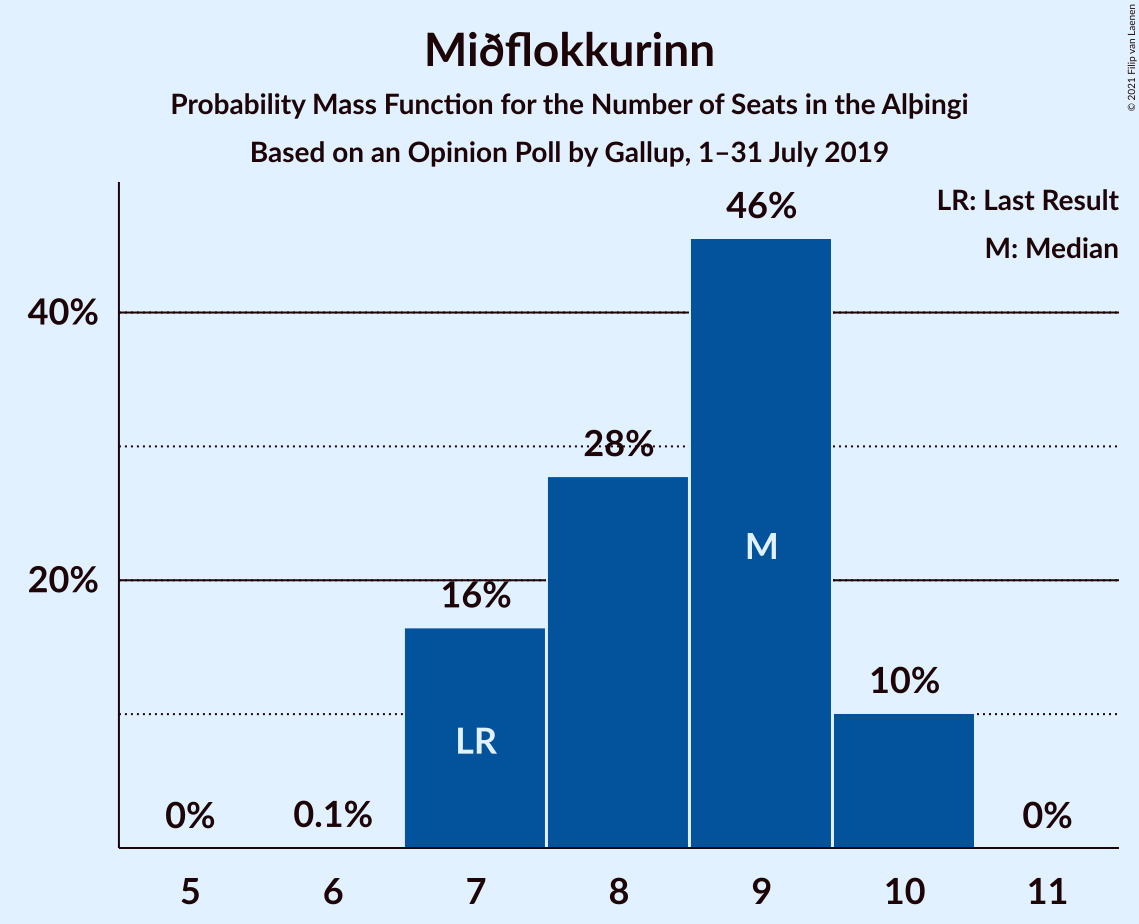 Miðflokkurinn
Probability Mass Function for the Number of Seats in the Alþingi
Based on an Opinion Poll by Gallup, 1–31 July 2019
© 2021 Filip van Laenen
LR: Last Result
M: Median
46%
40%
28%
M
20%
16%
10%
LR
0%
0.1%
0%
5 6 7 8 9 10 11